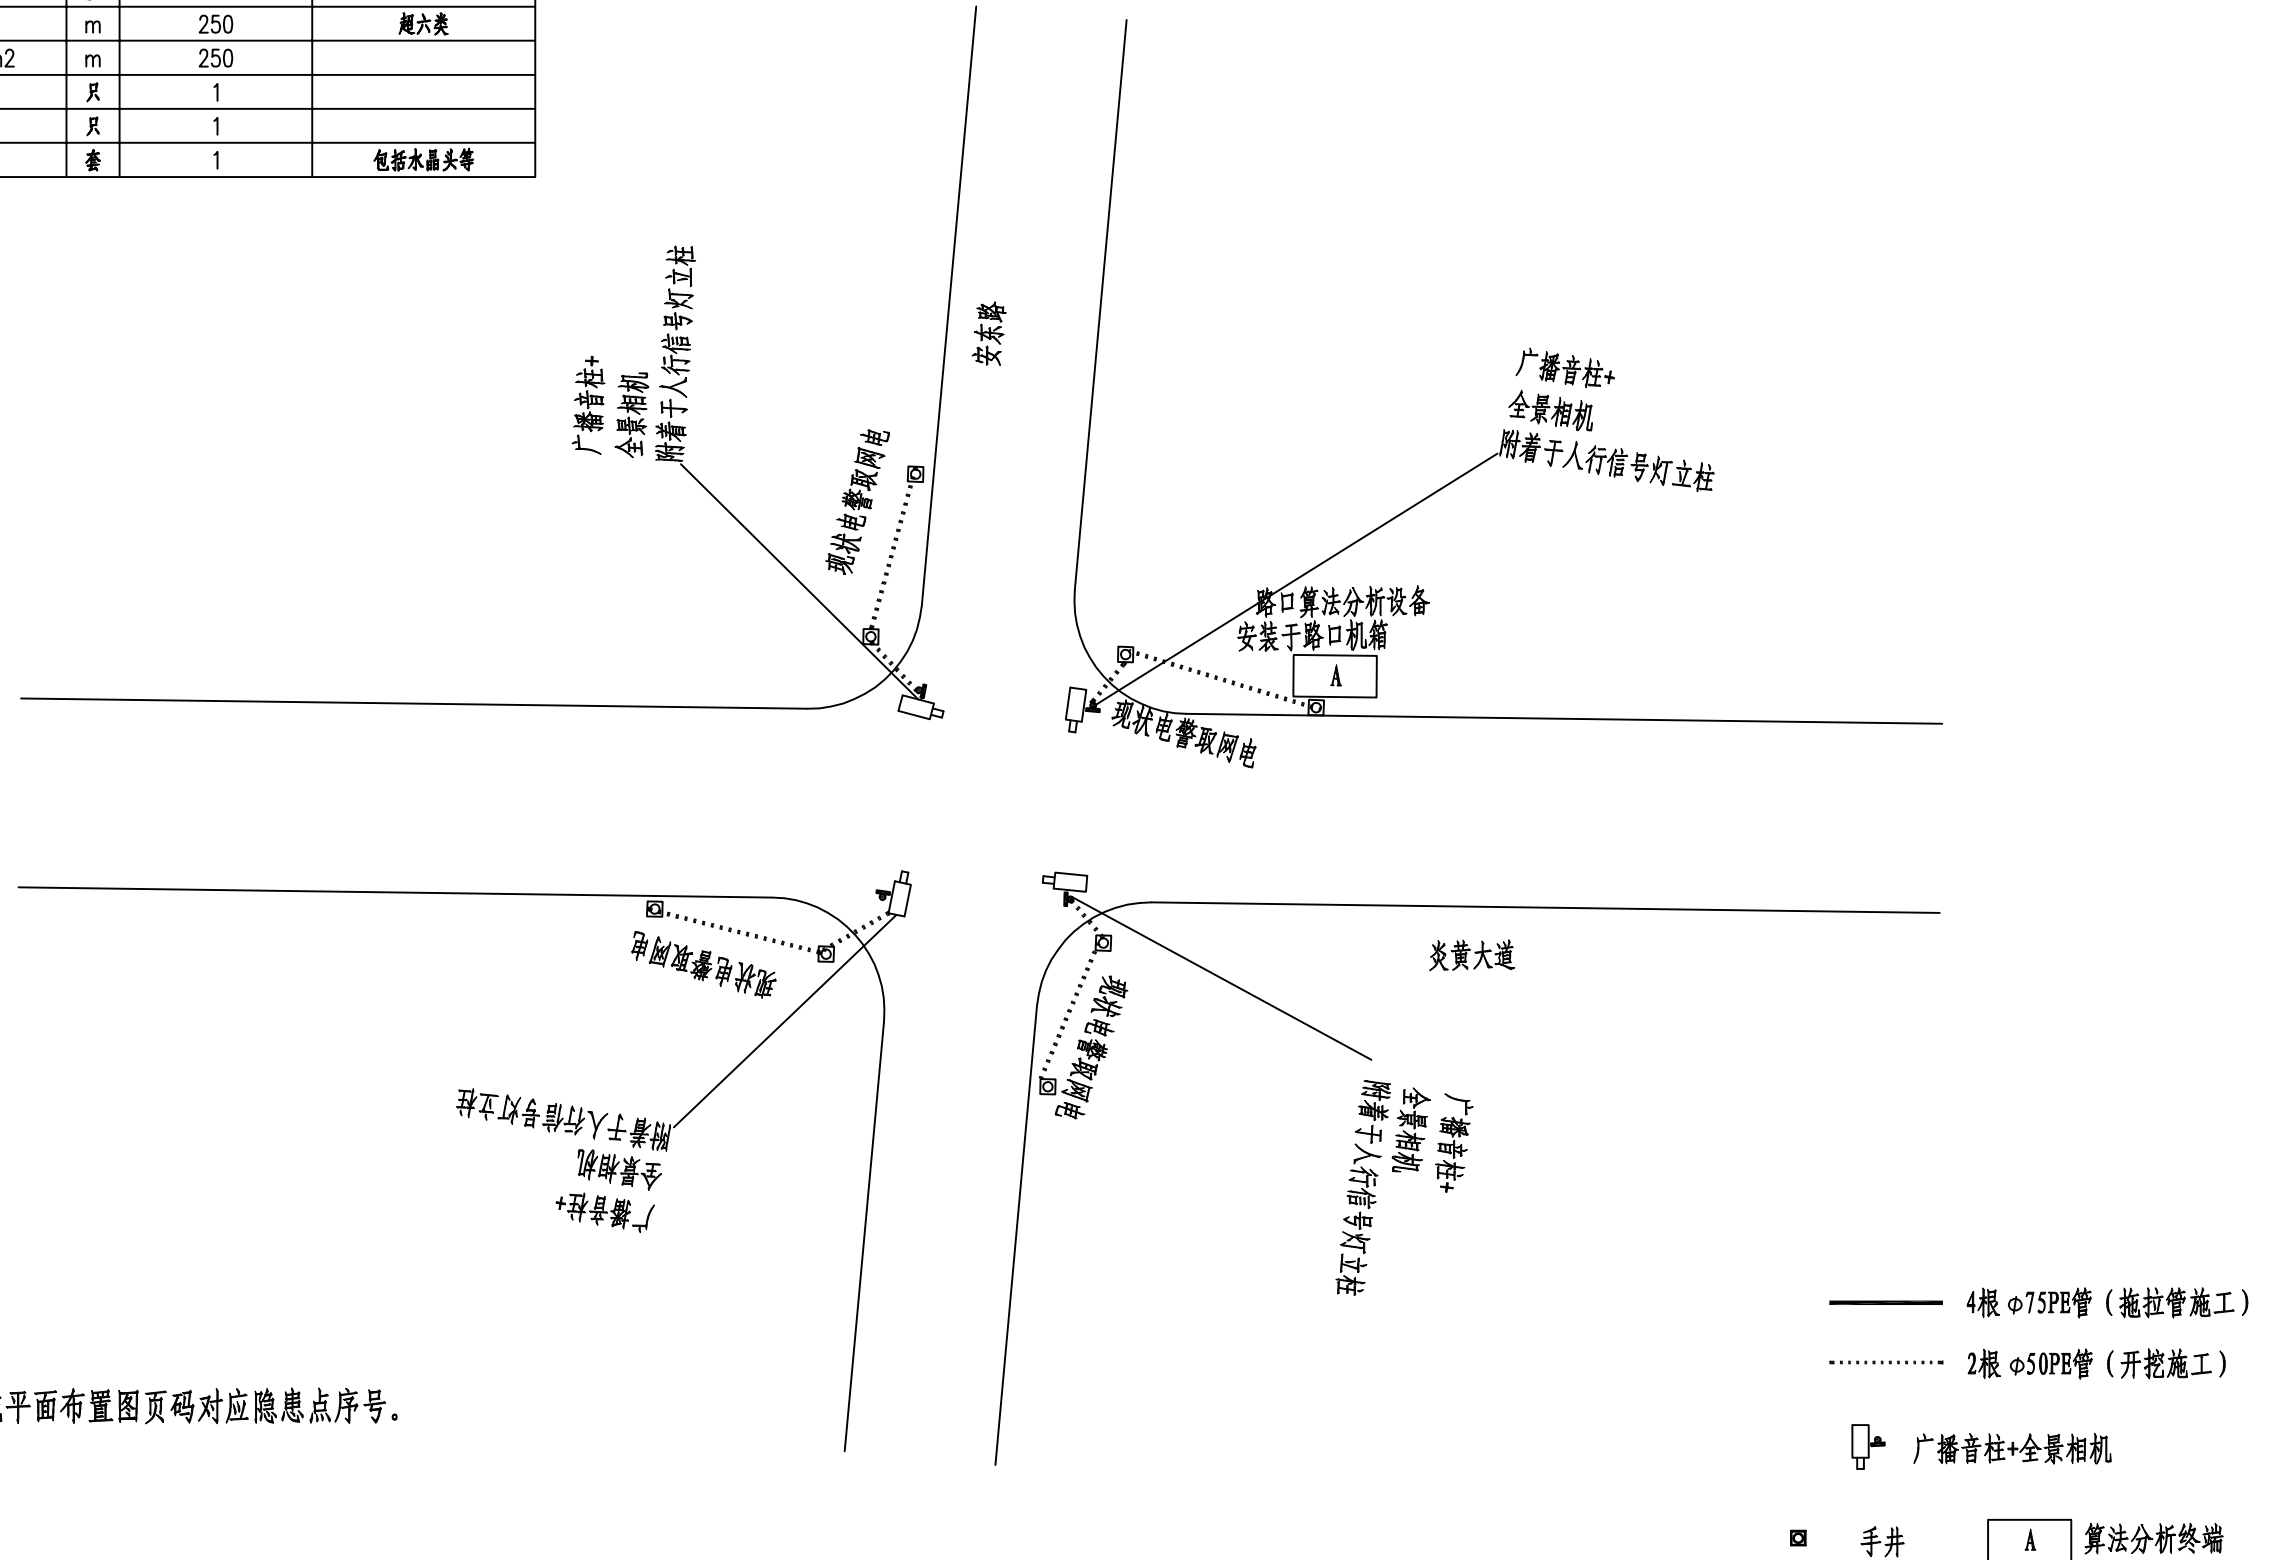 m 250 超六类
m 250
只 1
只 1
套 1 包括水晶头等
广播音柱+
全景相机
附着于人行信号灯立柱
现状电警取网电
安东路
广播音柱+
全景相机
附着于人行信号灯立柱
路口算法分析设备
安装于路口机箱
A
现状电警取网电
现状电警取网电
广播音柱+
全景相机
附着于人行信号灯立柱
现状电警取网电
炎黄大道
广播音柱+
全景相机
附着于人行信号灯立柱
4根 φ75PE管（拖拉管施工）
2根 φ50PE管（开挖施工）
平面布置图页码对应隐患点序号。
广播音柱+全景相机
手井
A 算法分析终端